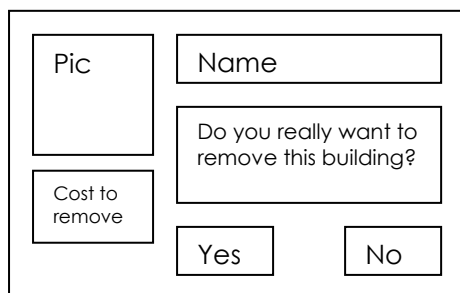 Pic
Name
Do you really want to
remove this building?
Cost to
remove
Yes
No